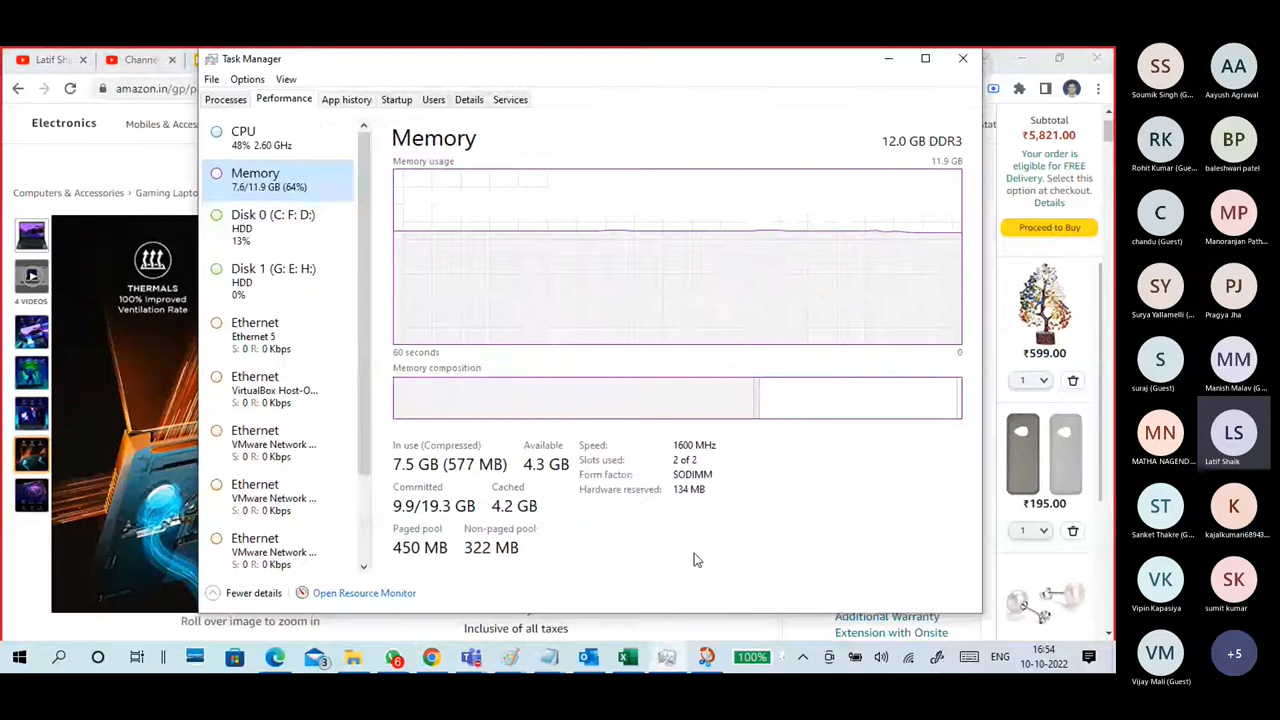 Latif Sha
Channe
Task Manager
File Options View
Processes Performance App history Startup Users Details Services
CPU
48% 2.60 GHz
Memory
7.6/11.9 GB (64%)
Disk 0 (C: F: D:)
HDD
13%
Disk 1 (G: E: H:)
HDD
0%
Ethernet
Ethernet 5
S: 0 R: 0 Kbps
Ethernet
VirtualBox Host-O...
S: 0 R: 0 Kbps
Ethernet
VMware Network ...
S: 0 R: 0 Kbps
Ethernet
VMware Network ...
S: 0 R: 0 Kbps
Ethernet
VMware Network ...
S: 0 R: 0 Kbps
Memory
12.0 GB DDR3
Memory usage
11.9 GB
60 seconds
0
Memory composition
In use (Compressed)
7.5 GB (577 MB)
Available
4.3 GB
Committed
9.9/19.3 GB
Cached
4.2 GB
Paged pool
450 MB
Non-paged pool
322 MB
Speed: 1600 MHz
Slots used: 2 of 2
Form factor: SODIMM
Hardware reserved: 134 MB
Fewer details
Open Resource Monitor
amazon.in/gp/p
Electronics
Mobiles & Acces
Computers & Accessories › Gaming Lapto
4 VIDEOS
THERMALS
100% Improved
Ventilation Rate
Roll over image to zoom in
Inclusive of all taxes
Additional Warranty
Extension with Onsite
Subtotal
₹5,821.00
Your order is
eligible for FREE
Delivery. Select this
option at checkout.
Details
Proceed to Buy
₹599.00
1
₹195.00
1
3
6
100%
ENG
16:54
10-10-2022
SS
Soumik Singh (G...
AA
Aayush Agrawal
RK
Rohit Kumar (Gue...
BP
baleshwari patel
C
chandu (Guest)
MP
Manoranjan Path...
SY
Surya Yallamelli (...
PJ
Pragya Jha
S
suraj (Guest)
MM
Manish Malav (G...
MN
MATHA NAGEND...
LS
Latif Shaik
ST
Sanket Thakre (G...
K
kajalkumari68943...
VK
Vipin Kapasiya
SK
sumit kumar
VM
Vijay Mali (Guest)
+5